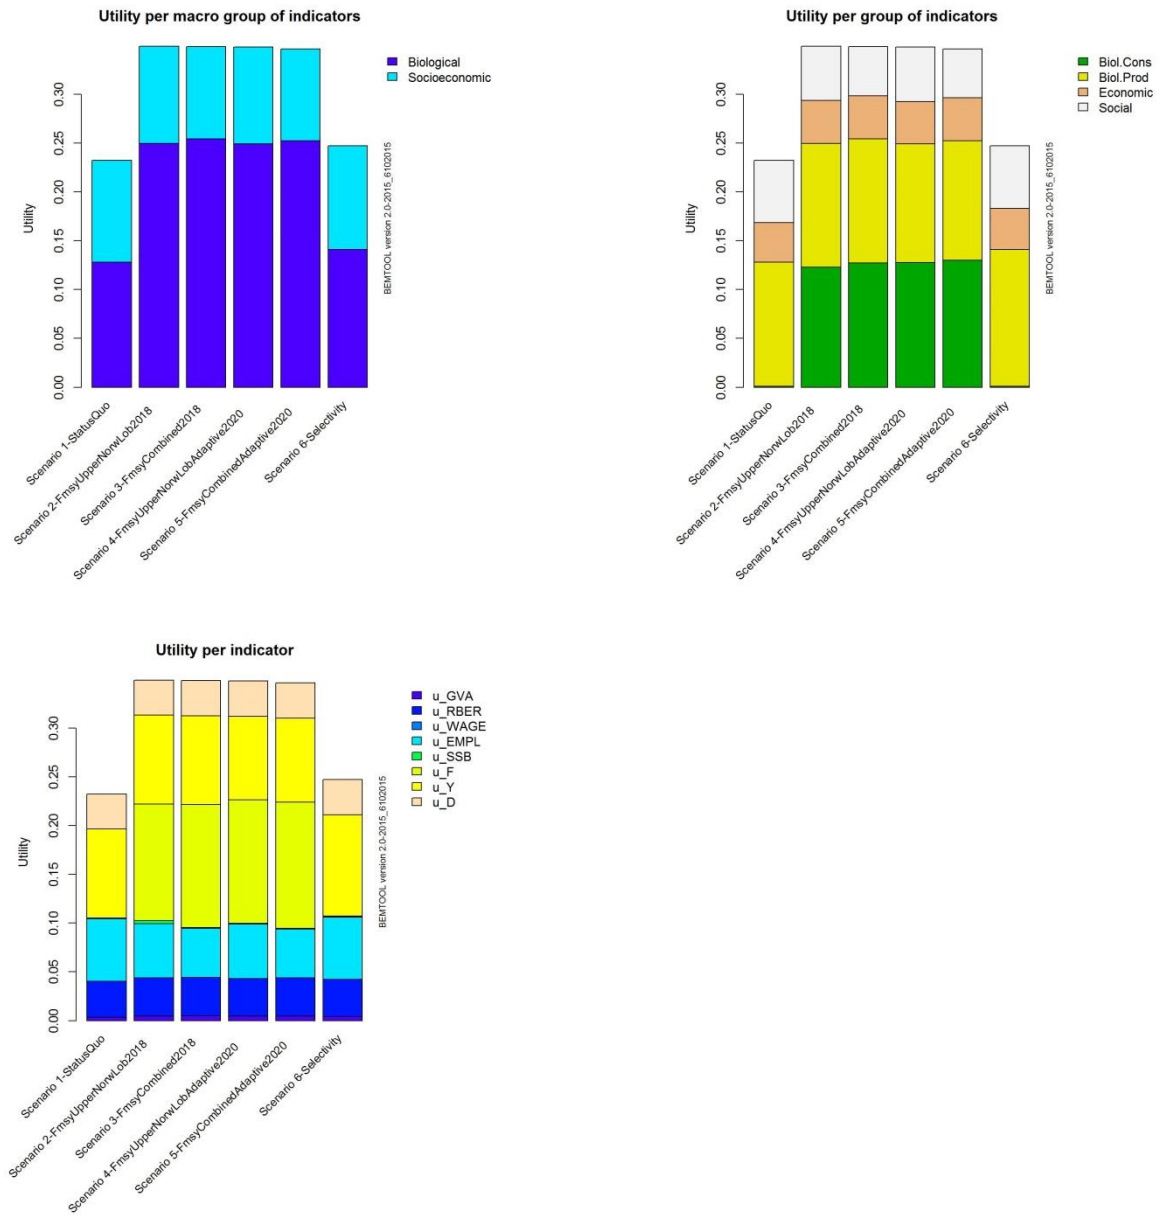 Utility per macro group of indicators
Biological
Socioeconomic
Utility
0.00
0.05
0.10
0.15
0.20
0.25
0.30
BEMTOOL version 2.0-2015_6102015
Scenario 1-StatusQuo
Scenario 2-FmsyUpperNorwLob2018
Scenario 3-FmsyCombined2018
Scenario 4-FmsyUpperNorwLobAdaptive2020
Scenario 5-FmsyCombinedAdaptive2020
Scenario 6-Selectivity
Utility per group of indicators
Biol.Cons
Biol.Prod
Economic
Social
Utility
0.00
0.05
0.10
0.15
0.20
0.25
0.30
BEMTOOL version 2.0-2015_6102015
Scenario 1-StatusQuo
Scenario 2-FmsyUpperNorwLob2018
Scenario 3-FmsyCombined2018
Scenario 4-FmsyUpperNorwLobAdaptive2020
Scenario 5-FmsyCombinedAdaptive2020
Scenario 6-Selectivity
Utility per indicator
u_GVA
u_RBER
u_WAGE
u_EMPL
u_SSB
u_F
u_Y
u_D
Utility
0.00
0.05
0.10
0.15
0.20
0.25
0.30
BEMTOOL version 2.0-2015_6102015
Scenario 1-StatusQuo
Scenario 2-FmsyUpperNorwLob2018
Scenario 3-FmsyCombined2018
Scenario 4-FmsyUpperNorwLobAdaptive2020
Scenario 5-FmsyCombinedAdaptive2020
Scenario 6-Selectivity